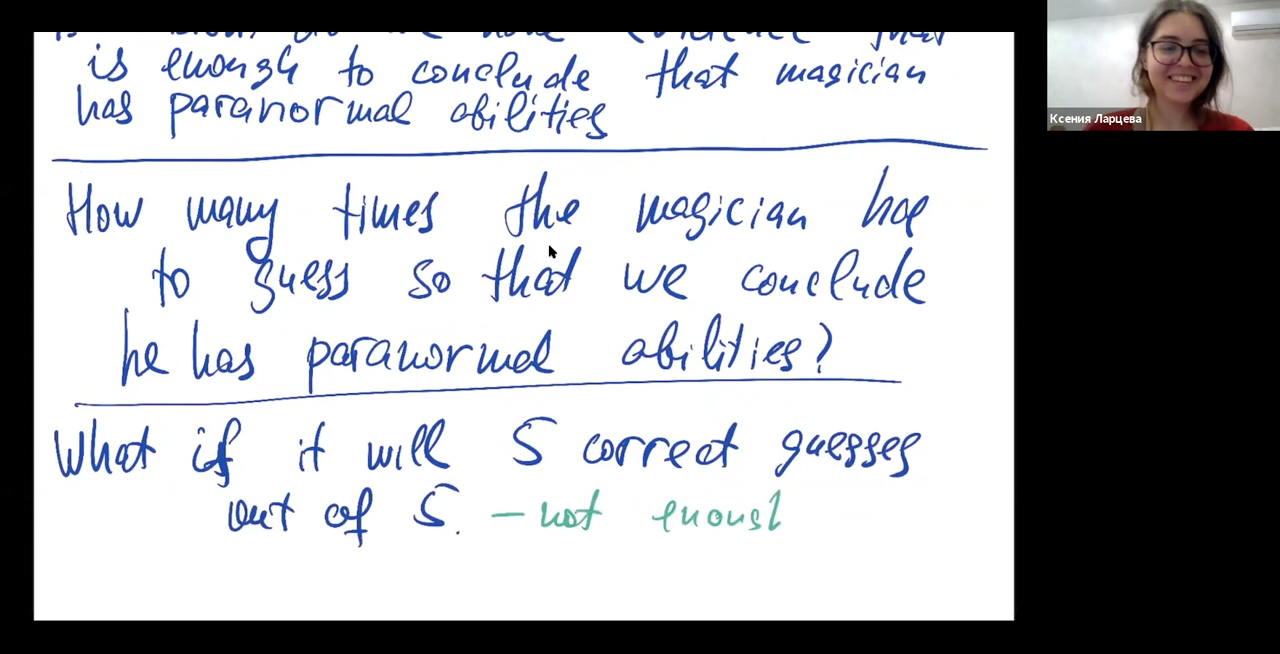 is enough to conclude that magician
has paranormal abilities
How many times the magician has
to guess so that we conclude
he has paranormal abilities?
What if it will 5 correct guesses
out of 5. – not enough
Ксения Ларцева